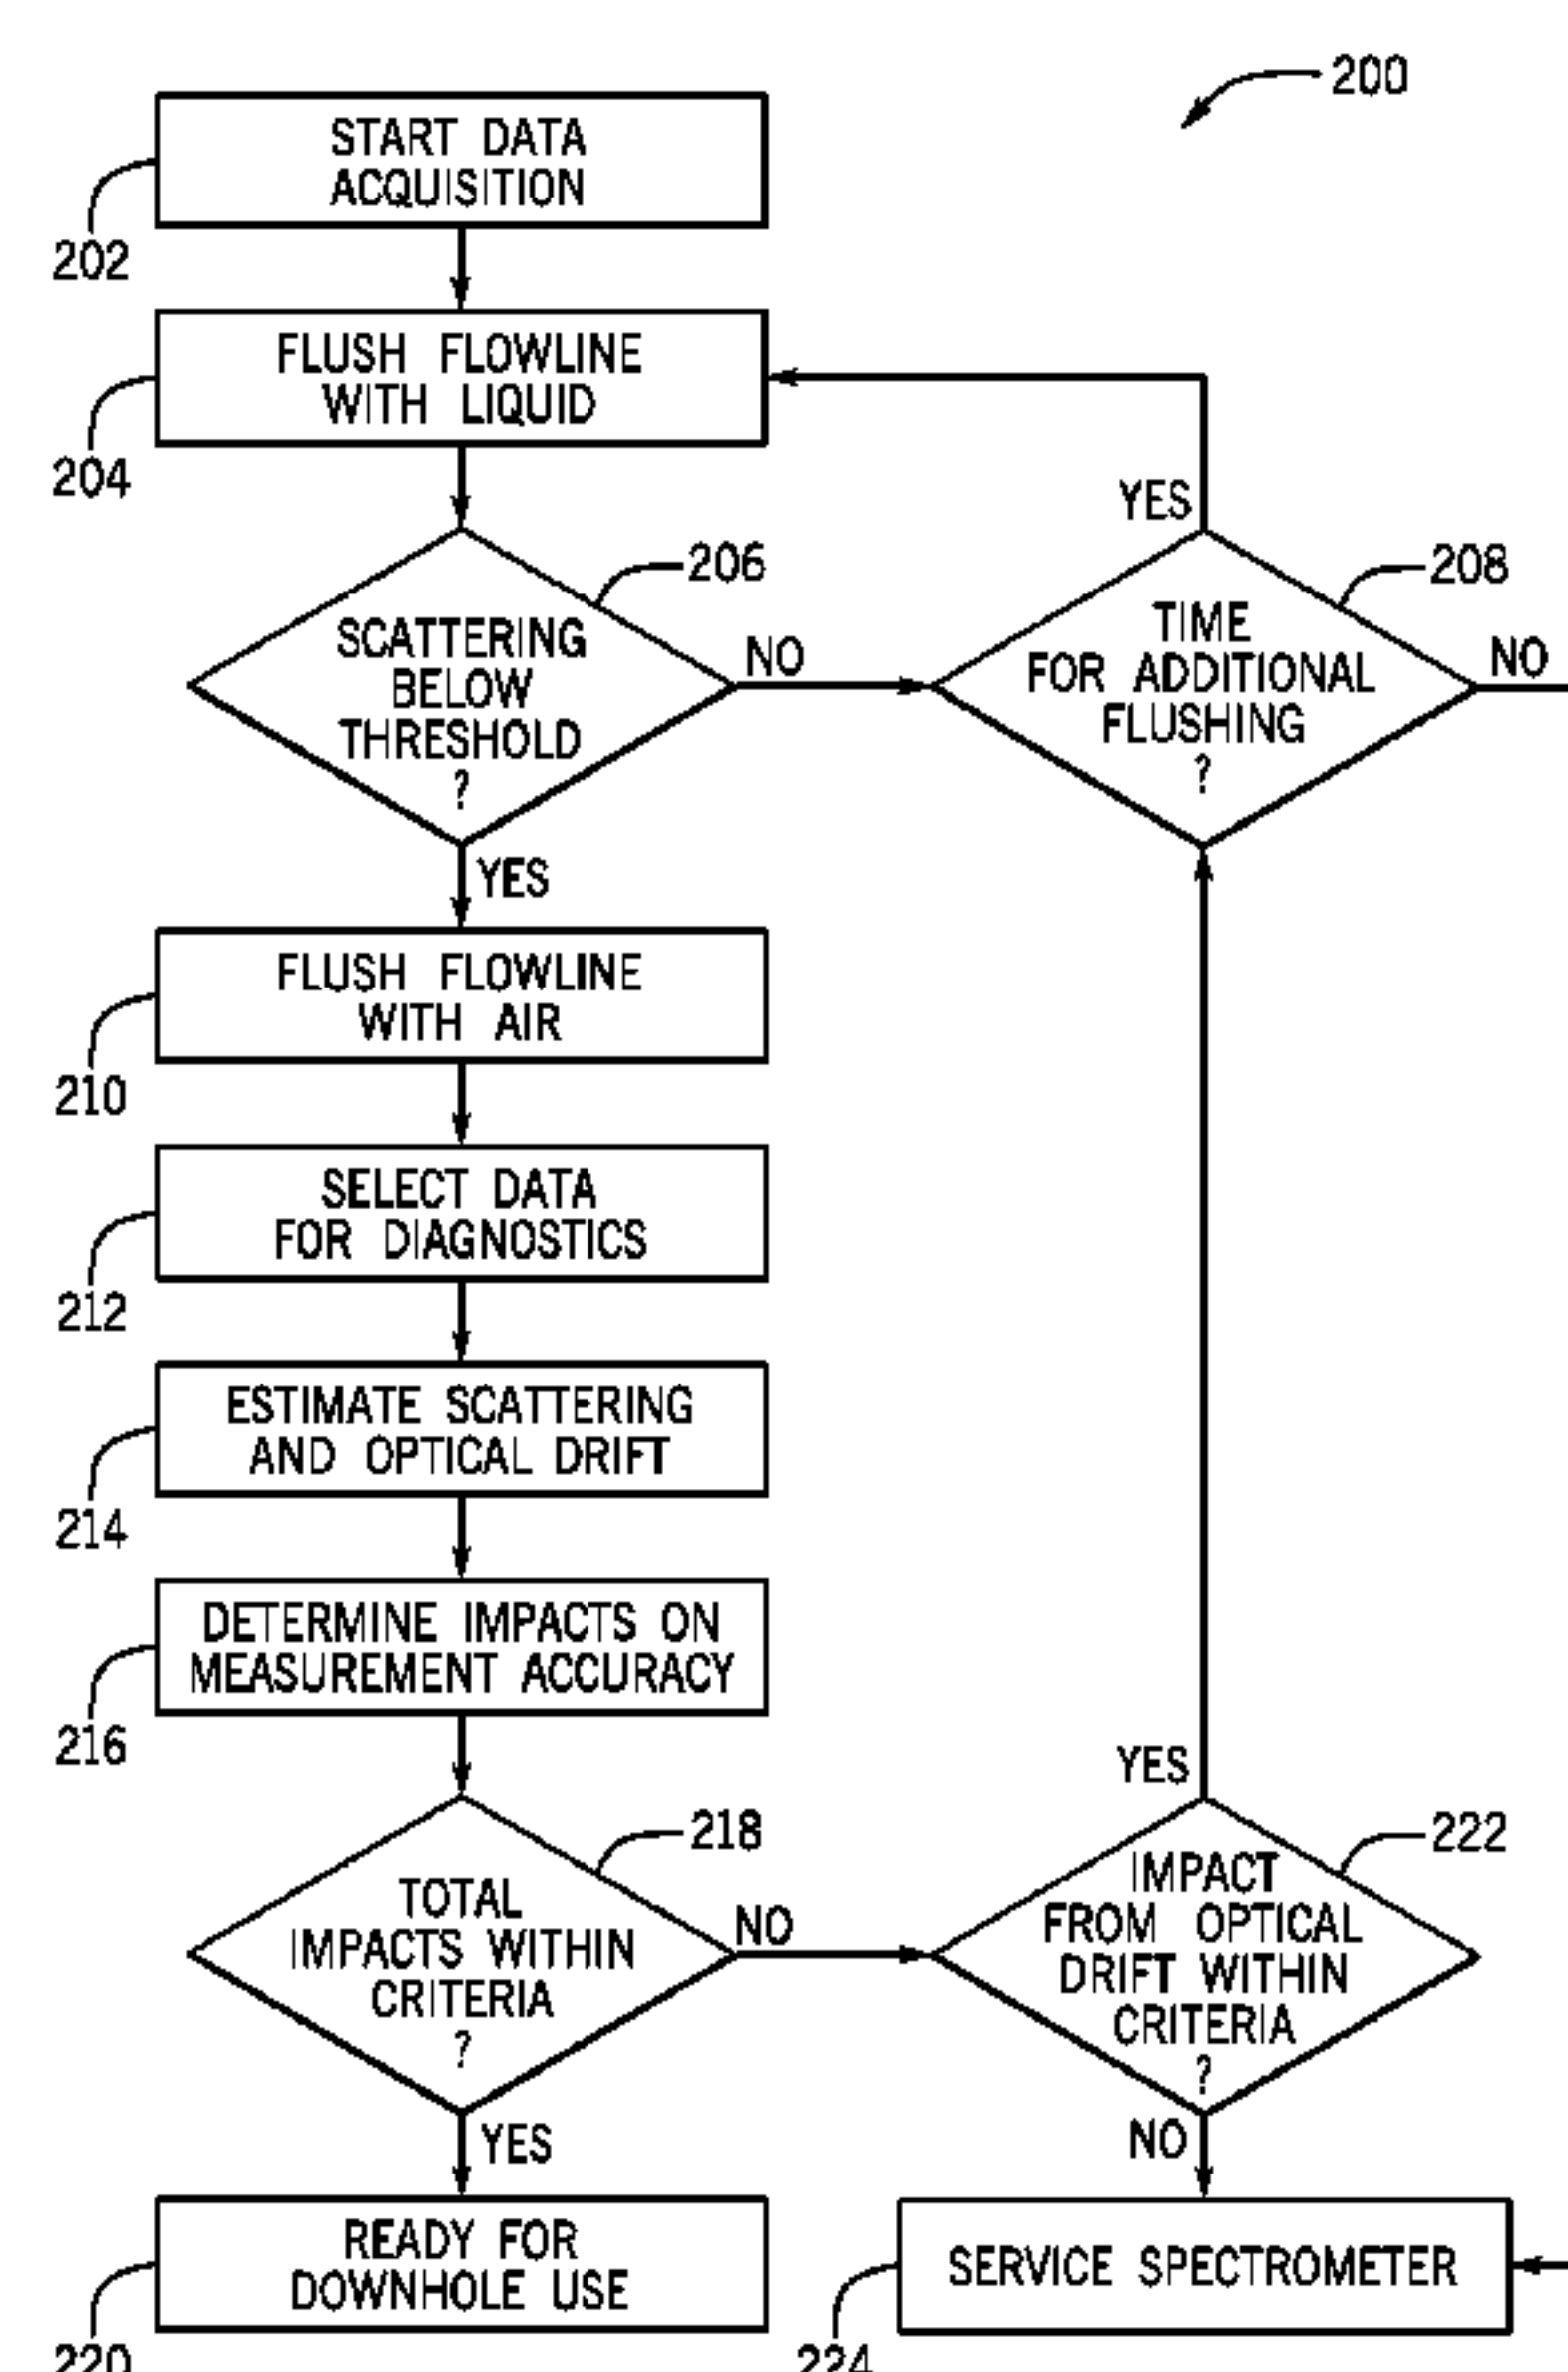 200
START DATA
ACQUISITION
202
FLUSH FLOWLINE
WITH LIQUID
204
YES
206
208
SCATTERING
BELOW
THRESHOLD
?
NO
TIME
FOR ADDITIONAL
FLUSHING
?
NO
YES
FLUSH FLOWLINE
WITH AIR
210
SELECT DATA
FOR DIAGNOSTICS
212
ESTIMATE SCATTERING
AND OPTICAL DRIFT
214
DETERMINE IMPACTS ON
MEASUREMENT ACCURACY
216
YES
218
222
TOTAL
IMPACTS WITHIN
CRITERIA
?
NO
IMPACT
FROM OPTICAL
DRIFT WITHIN
CRITERIA
?
YES
NO
READY FOR
DOWNHOLE USE
220
SERVICE SPECTROMETER
224